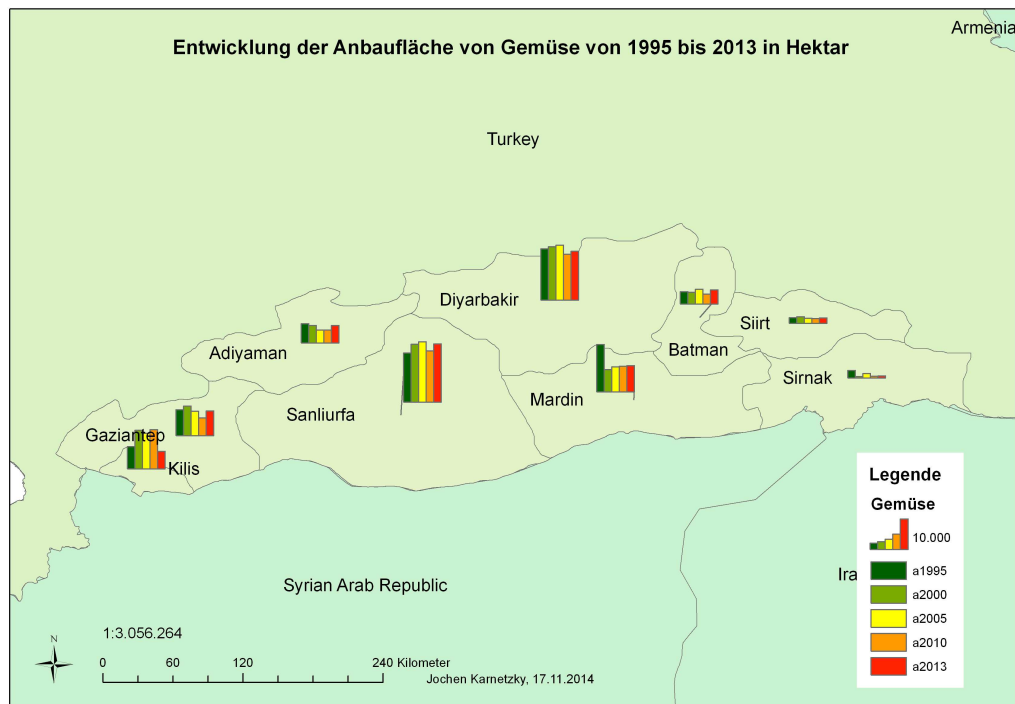 Armenia
Entwicklung der Anbaufläche von Gemüse von 1995 bis 2013 in Hektar
Turkey
Diyarbakir
Siirt
Adiyaman
Batman
Sirnak
Mardin
Sanliurfa
Gaziantep
Kilis
Legende
Gemüse
10.000
a1995
a2000
a2005
a2010
a2013
Ira
Syrian Arab Republic
N
1:3.056.264
0 60 120 240 Kilometer
Jochen Karnetzky, 17.11.2014